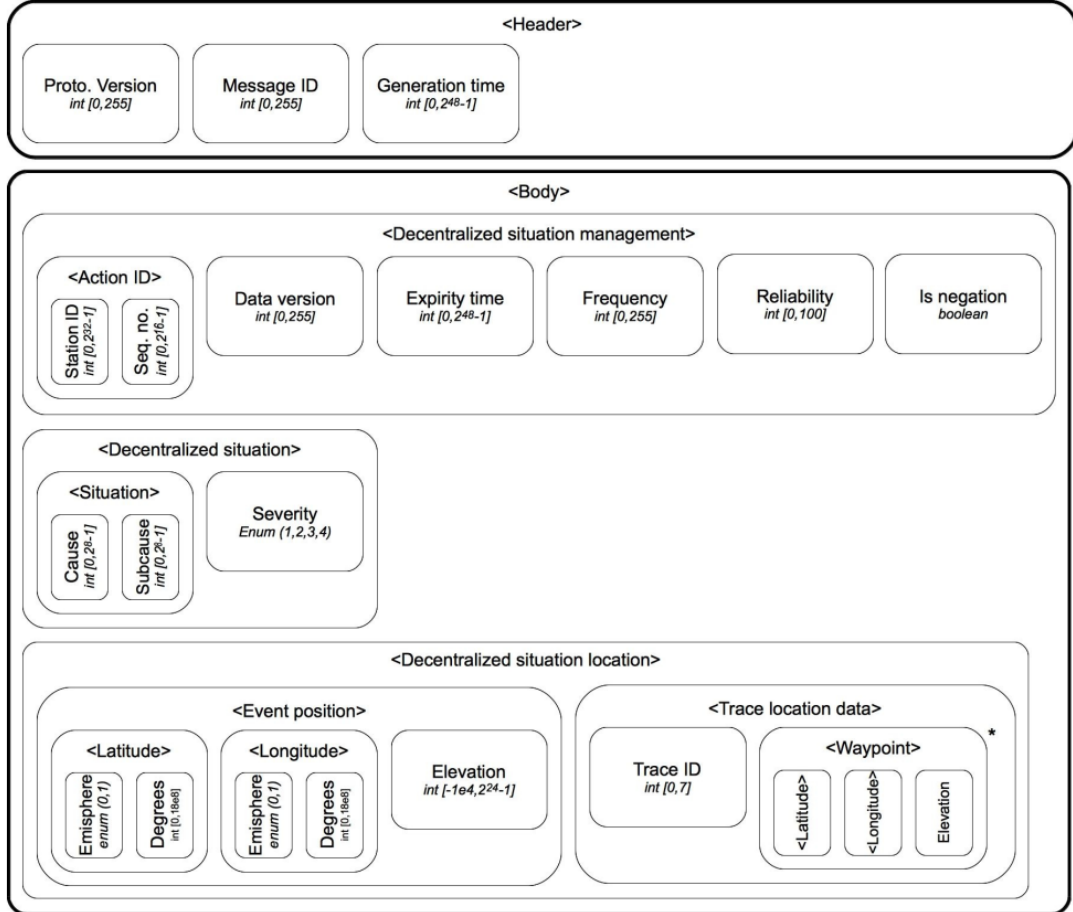 <Header>
Proto. Version
int [0,255]
Message ID
int [0,255]
Generation time
int [0,2⁴⁸-1]
<Body>
<Decentralized situation management>
<Action ID>
Station ID
int [0,2³²-1]
Seq. no.
int [0,2¹⁶-1]
Data version
int [0,255]
Expirity time
int [0,2⁴⁸-1]
Frequency
int [0,255]
Reliability
int [0,100]
Is negation
boolean
<Decentralized situation>
<Situation>
Cause
int [0,2⁸-1]
Subcause
int [0,2⁸-1]
Severity
Enum (1,2,3,4)
<Decentralized situation location>
<Event position>
<Latitude>
Emisphere
enum (0,1)
Degrees
int [0,18e8]
<Longitude>
Emisphere
enum (0,1)
Degrees
int [0,18e8]
Elevation
int [-1e4,2²⁴-1]
<Trace location data>
Trace ID
int [0,7]
<Waypoint>
<Latitude>
<Longitude>
Elevation
*